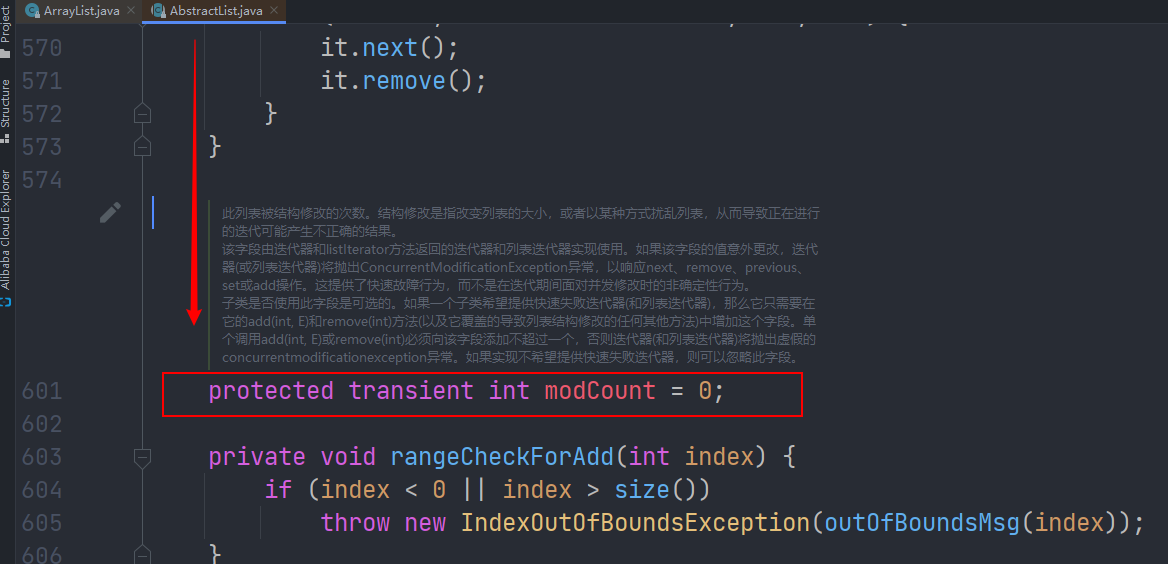 Project
Structure
Alibaba Cloud Explorer
ArrayList.java
AbstractList.java
570 it.next();
571 it.remove();
572 }
573 }
574
此列表被结构修改的次数。结构修改是指改变列表的大小，或者以某种方式扰乱列表，从而导致正在进行
的迭代可能产生不正确的结果。
该字段由迭代器和listIterator方法返回的迭代器和列表迭代器实现使用。如果该字段的值意外更改，迭代
器(或列表迭代器)将抛出ConcurrentModificationException异常，以响应next、remove、previous、
set或add操作。这提供了快速故障行为，而不是在迭代期间面对并发修改时的非确定性行为。
子类是否使用此字段是可选的。如果一个子类希望提供快速失败迭代器(和列表迭代器)，那么它只需要在
它的add(int, E)和remove(int)方法(以及它覆盖的导致列表结构修改的任何其他方法)中增加这个字段。单
个调用add(int, E)或remove(int)必须向该字段添加不超过一个，否则迭代器(和列表迭代器)将抛出虚假的
concurrentmodificationexception异常。如果实现不希望提供快速失败迭代器，则可以忽略此字段。
601 protected transient int modCount = 0;
602
603 private void rangeCheckForAdd(int index) {
604 if (index < 0 || index > size())
605 throw new IndexOutOfBoundsException(outOfBoundsMsg(index));
606 }